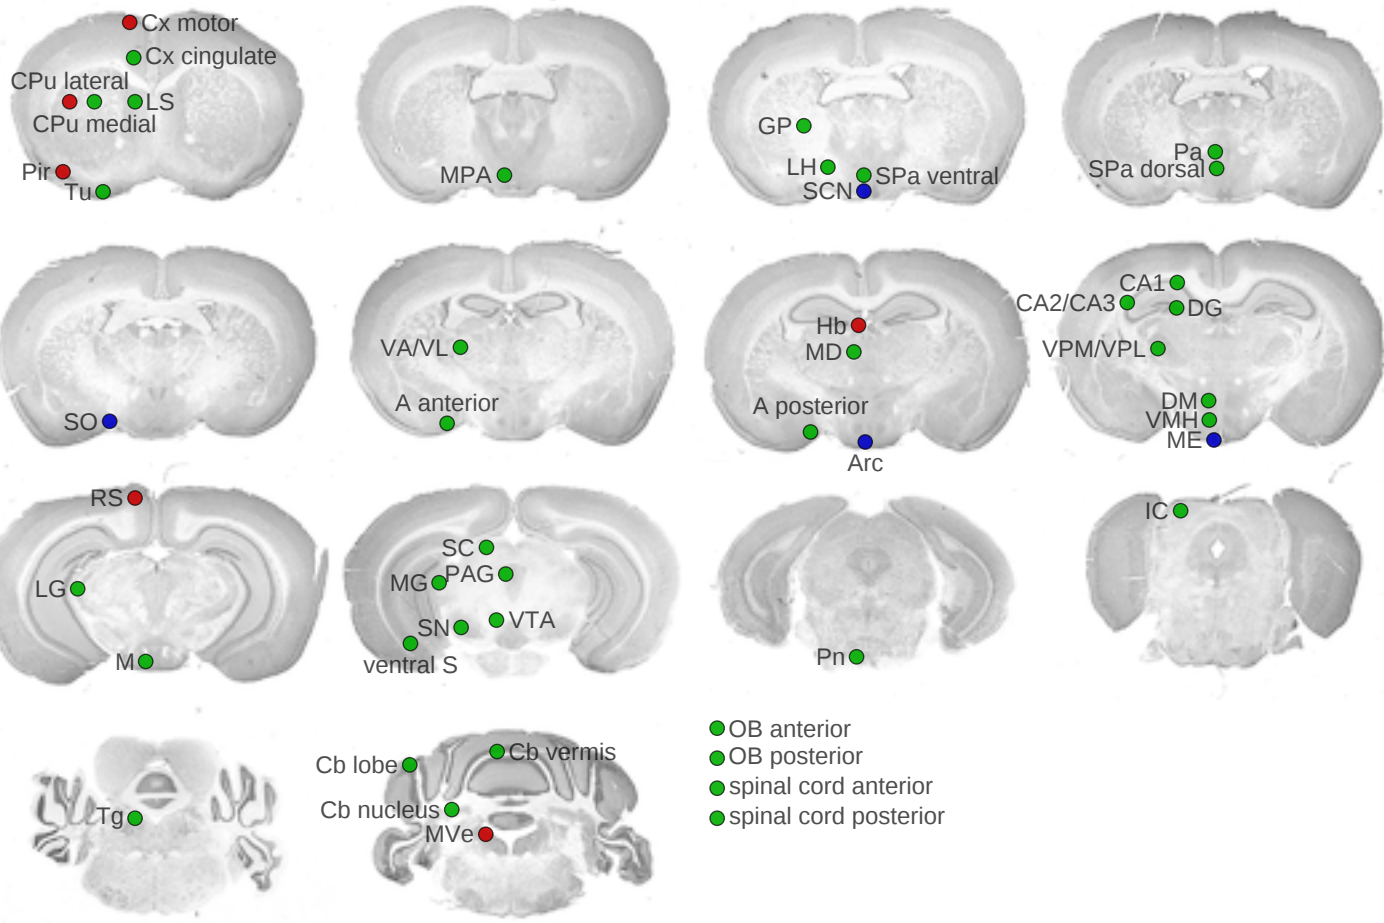 Cx motor
Cx cingulate
CPu lateral
LS
CPu medial
Pir
Tu
MPA
GP
LH
SPa ventral
SCN
Pa
SPa dorsal
SO
VA/VL
A anterior
Hb
MD
A posterior
Arc
CA1
CA2/CA3
DG
VPM/VPL
DM
VMH
ME
RS
LG
M
SC
MG
PAG
SN
VTA
ventral S
Pn
IC
Tg
Cb lobe
Cb vermis
Cb nucleus
MVe
OB anterior
OB posterior
spinal cord anterior
spinal cord posterior